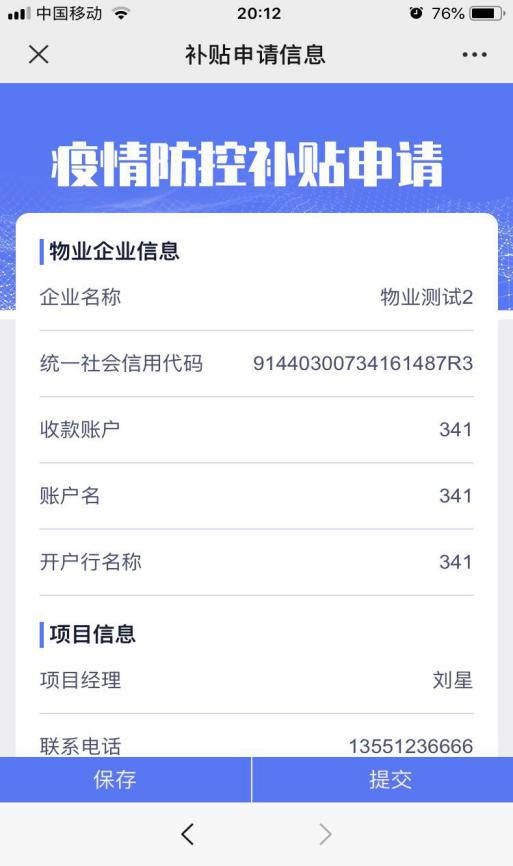 中国移动 20:12 76%
补贴申请信息
疫情防控补贴申请
物业企业信息
企业名称 物业测试2
统一社会信用代码 91440300734161487R3
收款账户 341
账户名 341
开户行名称 341
项目信息
项目经理 刘星
联系电话 13551236666
保存 提交